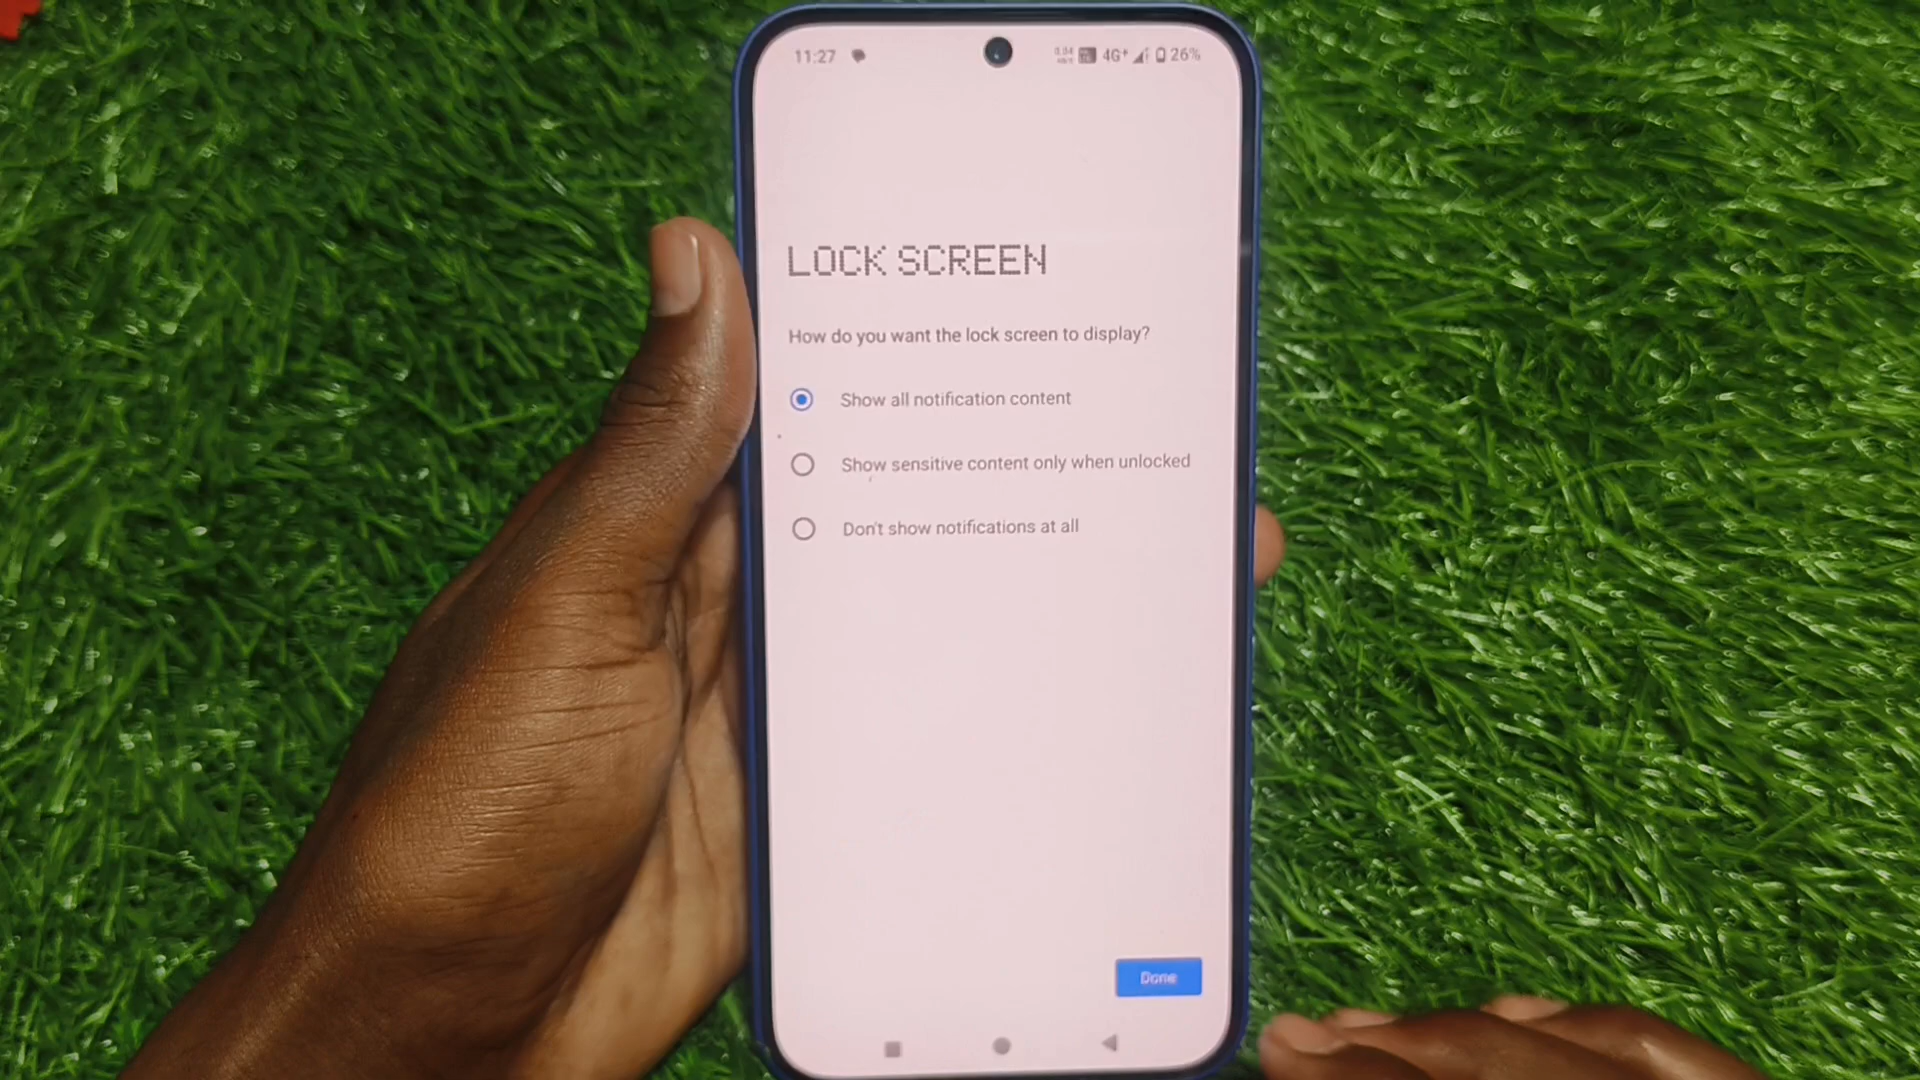 11:27
4G+ 26%
LOCK SCREEN
How do you want the lock screen to display?
Show all notification content
Show sensitive content only when unlocked
Don't show notifications at all
Done